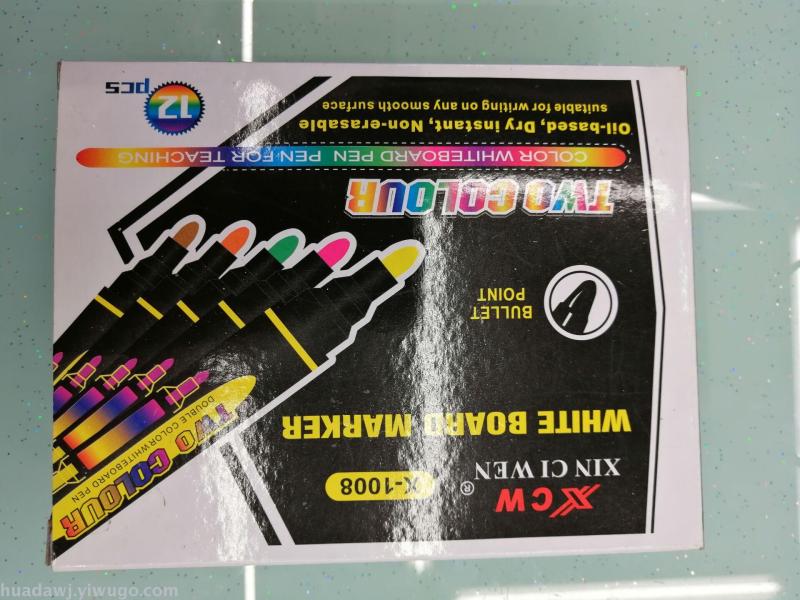 XCW®
XIN CI WEN
X-1008
WHITE BOARD MARKER
BULLET
POINT
TWO COLOUR
COLOR WHITEBOARD PEN PEN FOR TEACHING
Oil-based, Dry instant, Non-erasable
suitable for writing on any smooth surface
12
pcs
TWO COLOUR
DOUBLE COLOR WHITEBOARD PEN
huadawj.yiwugo.com